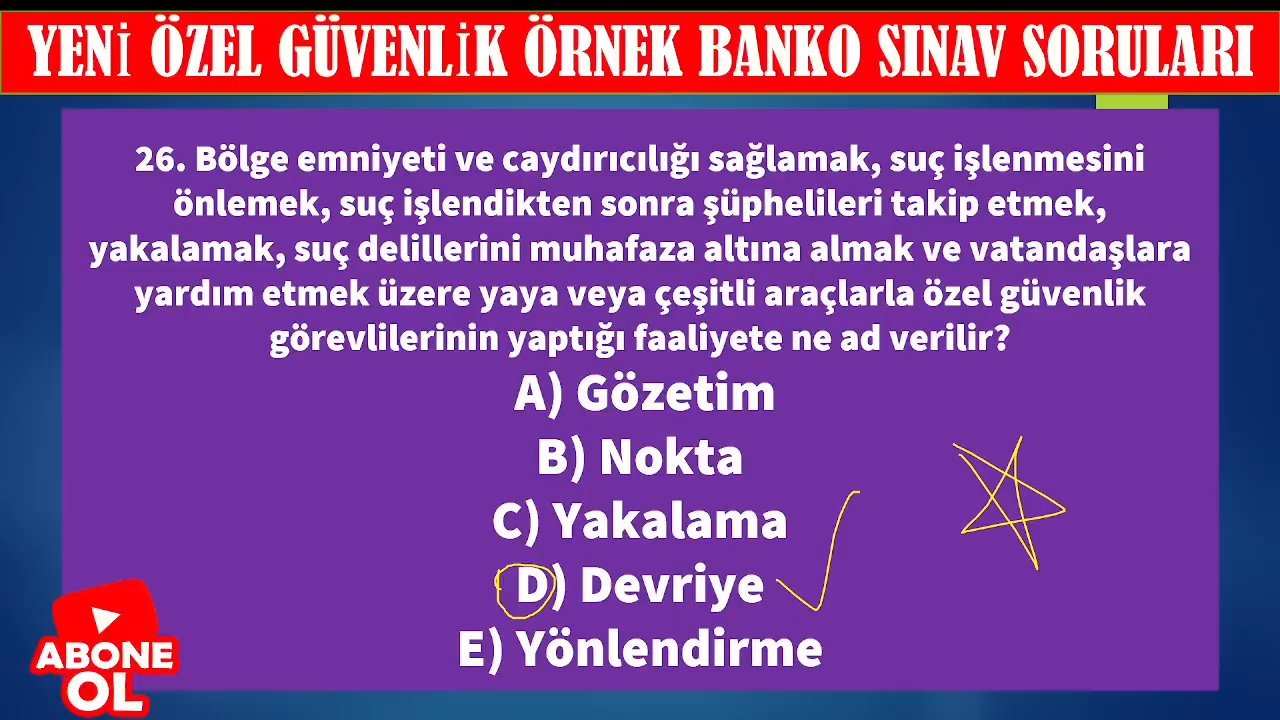 YENİ ÖZEL GÜVENLİK ÖRNEK BANKO SINAV SORULARI
26. Bölge emniyeti ve caydırıcılığı sağlamak, suç işlenmesini
önlemek, suç işlendikten sonra şüphelileri takip etmek,
yakalamak, suç delillerini muhafaza altına almak ve vatandaşlara
yardım etmek üzere yaya veya çeşitli araçlarla özel güvenlik
görevlilerinin yaptığı faaliyete ne ad verilir?
A) Gözetim
B) Nokta
C) Yakalama
D) Devriye
E) Yönlendirme
ABONE
OL